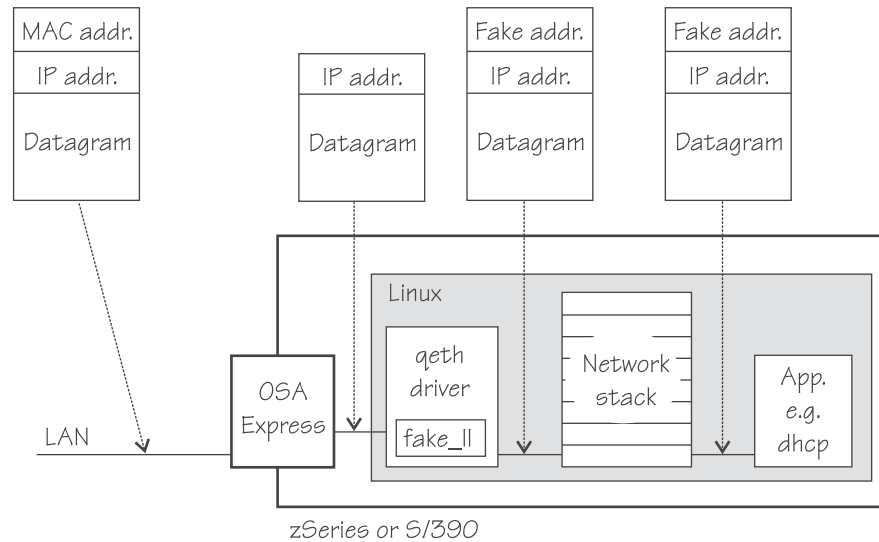 MAC addr.
IP addr.
Datagram
IP addr.
Datagram
Fake addr.
IP addr.
Datagram
Fake addr.
IP addr.
Datagram
Linux
qeth
driver
fake_ll
Network
stack
App.
e.g.
dhcp
OSA
Express
LAN
zSeries or S/390